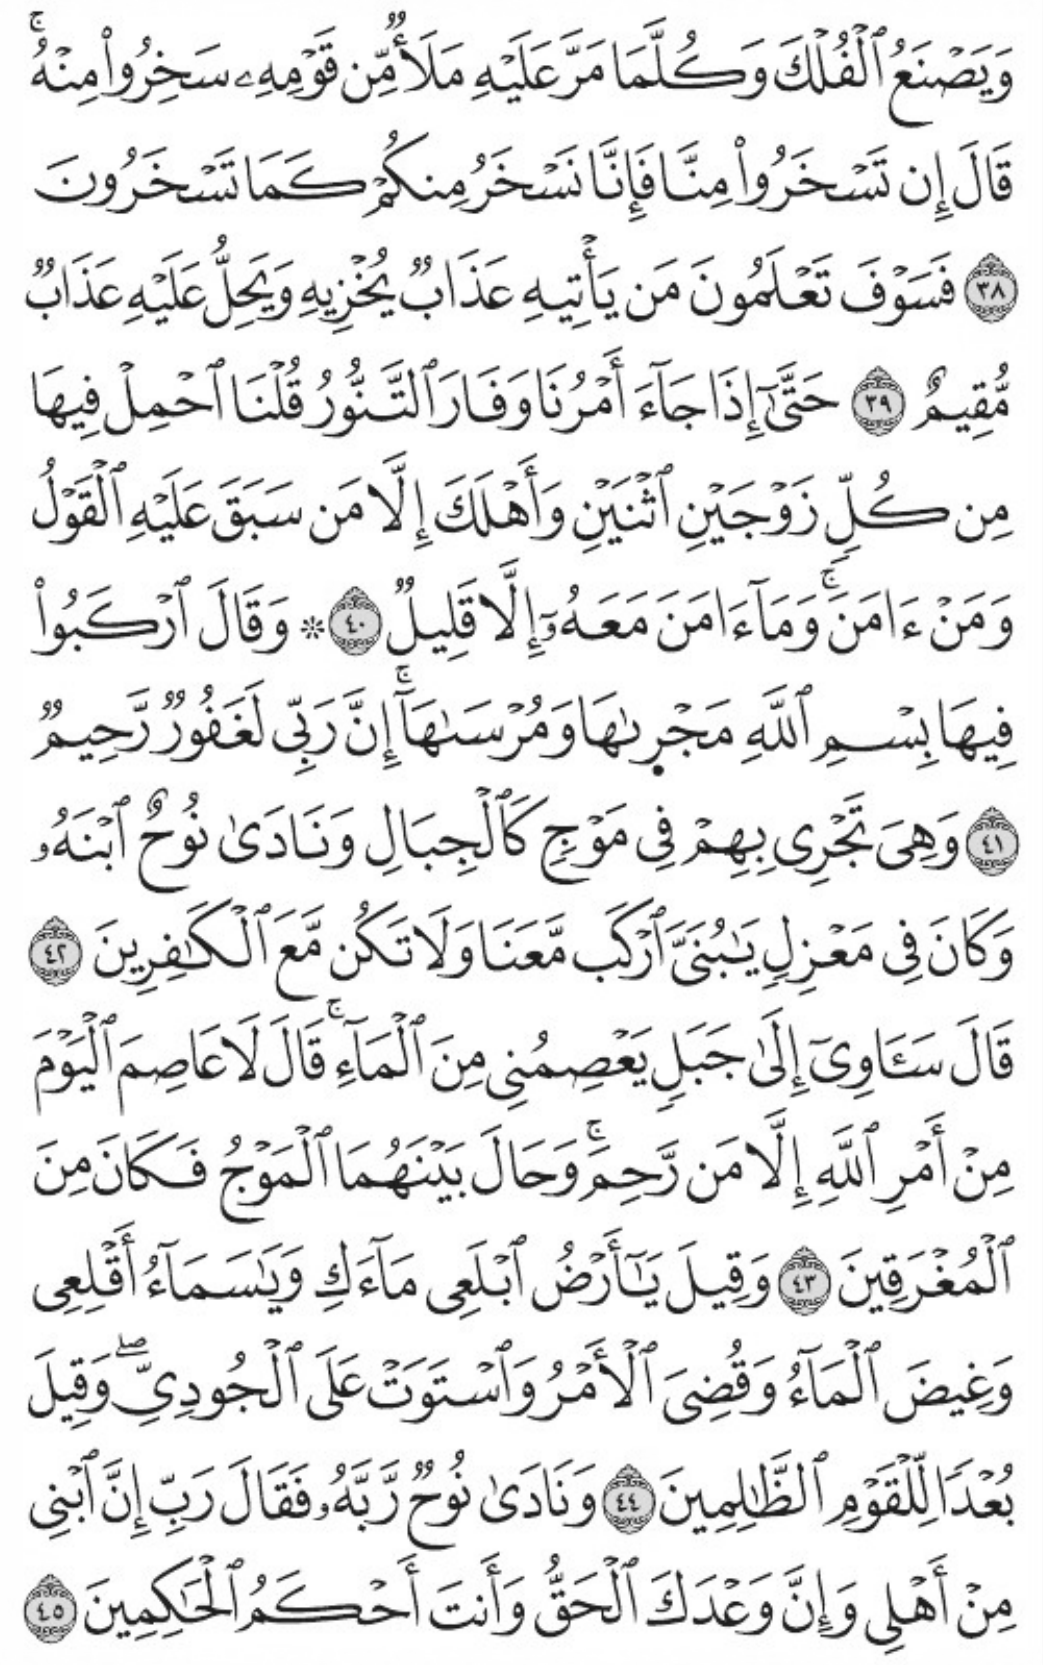 وَيَصۡنَعُ ٱلۡفُلۡكَ وَكُلَّمَا مَرَّ عَلَيۡهِ مَلَأٞ مِّن قَوۡمِهِۦ سَخِرُواْ مِنۡهُۚ
قَالَ إِن تَسۡخَرُواْ مِنَّا فَإِنَّا نَسۡخَرُ مِنكُمۡ كَمَا تَسۡخَرُونَ
٣٨ فَسَوۡفَ تَعۡلَمُونَ مَن يَأۡتِيهِ عَذَابٞ يُخۡزِيهِ وَيَحِلُّ عَلَيۡهِ عَذَابٞ
مُّقِيمٌ ٣٩ حَتَّىٰٓ إِذَا جَآءَ أَمۡرُنَا وَفَارَ ٱلتَّنُّورُ قُلۡنَا ٱحۡمِلۡ فِيهَا
مِن كُلّٖ زَوۡجَيۡنِ ٱثۡنَيۡنِ وَأَهۡلَكَ إِلَّا مَن سَبَقَ عَلَيۡهِ ٱلۡقَوۡلُ
وَمَنۡ ءَامَنَۚ وَمَآ ءَامَنَ مَعَهُۥٓ إِلَّا قَلِيلٞ ٤٠ ۞ وَقَالَ ٱرۡكَبُواْ
فِيهَا بِسۡمِ ٱللَّهِ مَجۡرٜىٰهَا وَمُرۡسَىٰهَآۚ إِنَّ رَبِّي لَغَفُورٞ رَّحِيمٞ
٤١ وَهِيَ تَجۡرِي بِهِمۡ فِي مَوۡجٖ كَٱلۡجِبَالِ وَنَادَىٰ نُوحٌ ٱبۡنَهُۥ
وَكَانَ فِي مَعۡزِلٖ يَٰبُنَيَّ ٱرۡكَب مَّعَنَا وَلَا تَكُن مَّعَ ٱلۡكَٰفِرِينَ ٤٢
قَالَ سَـَٔاوِيٓ إِلَىٰ جَبَلٖ يَعۡصِمُنِي مِنَ ٱلۡمَآءِۚ قَالَ لَا عَاصِمَ ٱلۡيَوۡمَ
مِنۡ أَمۡرِ ٱللَّهِ إِلَّا مَن رَّحِمَۚ وَحَالَ بَيۡنَهُمَا ٱلۡمَوۡجُ فَكَانَ مِنَ
ٱلۡمُغۡرَقِينَ ٤٣ وَقِيلَ يَٰٓأَرۡضُ ٱبۡلَعِي مَآءَكِ وَيَٰسَمَآءُ أَقۡلِعِي
وَغِيضَ ٱلۡمَآءُ وَقُضِيَ ٱلۡأَمۡرُ وَٱسۡتَوَتۡ عَلَى ٱلۡجُودِيِّۖ وَقِيلَ
بُعۡدٗا لِّلۡقَوۡمِ ٱلظَّٰلِمِينَ ٤٤ وَنَادَىٰ نُوحٞ رَّبَّهُۥ فَقَالَ رَبِّ إِنَّ ٱبۡنِي
مِنۡ أَهۡلِي وَإِنَّ وَعۡدَكَ ٱلۡحَقُّ وَأَنتَ أَحۡكَمُ ٱلۡحَٰكِمِينَ ٤٥